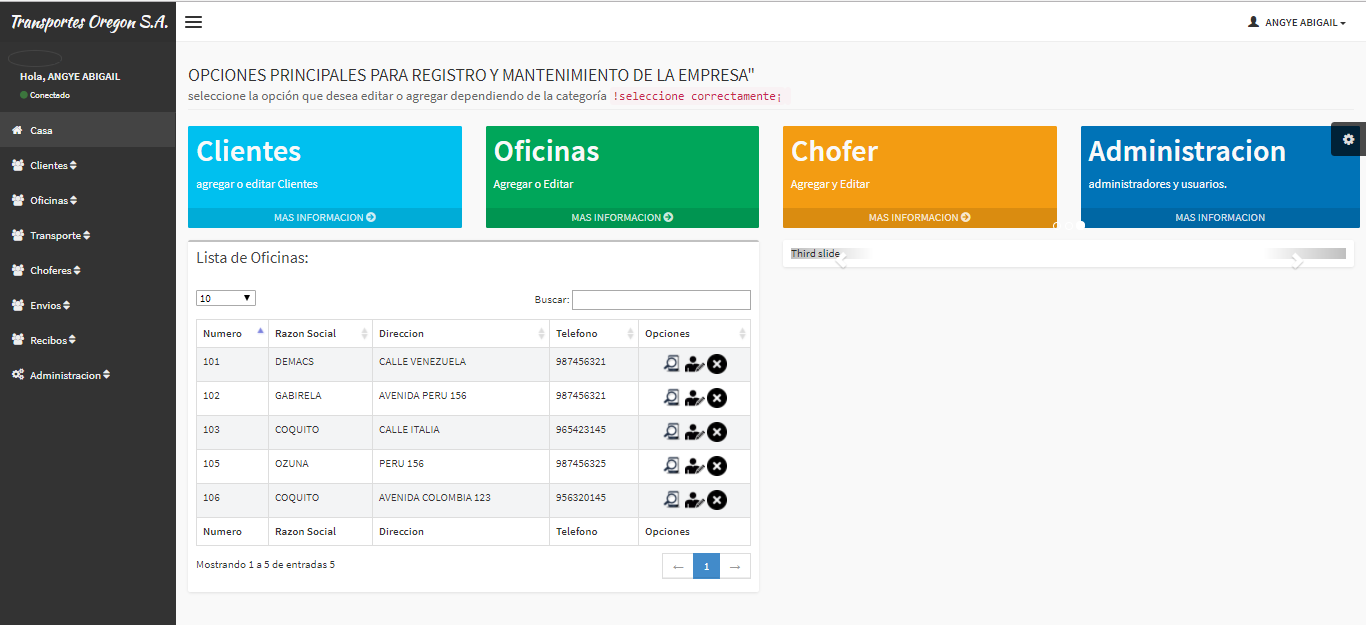 Transportes Oregon S.A.
ANGYE ABIGAIL
Hola, ANGYE ABIGAIL
Conectado
Casa
Clientes
Oficinas
Transporte
Choferes
Envios
Recibos
Administracion
OPCIONES PRINCIPALES PARA REGISTRO Y MANTENIMIENTO DE LA EMPRESA"
seleccione la opción que desea editar o agregar dependiendo de la categoría !seleccione correctamente;
Clientes
agregar o editar Clientes
MAS INFORMACION
Oficinas
Agregar o Editar
MAS INFORMACION
Chofer
Agregar y Editar
MAS INFORMACION
Administracion
administradores y usuarios.
MAS INFORMACION
Lista de Oficinas:
10 Buscar:
Numero Razon Social Direccion Telefono Opciones
101 DEMACS CALLE VENEZUELA 987456321
102 GABIRELA AVENIDA PERU 156 987456321
103 COQUITO CALLE ITALIA 965423145
105 OZUNA PERU 156 987456325
106 COQUITO AVENIDA COLOMBIA 123 956320145
Numero Razon Social Direccion Telefono Opciones
Mostrando 1 a 5 de entradas 5
← 1 →
Third slide